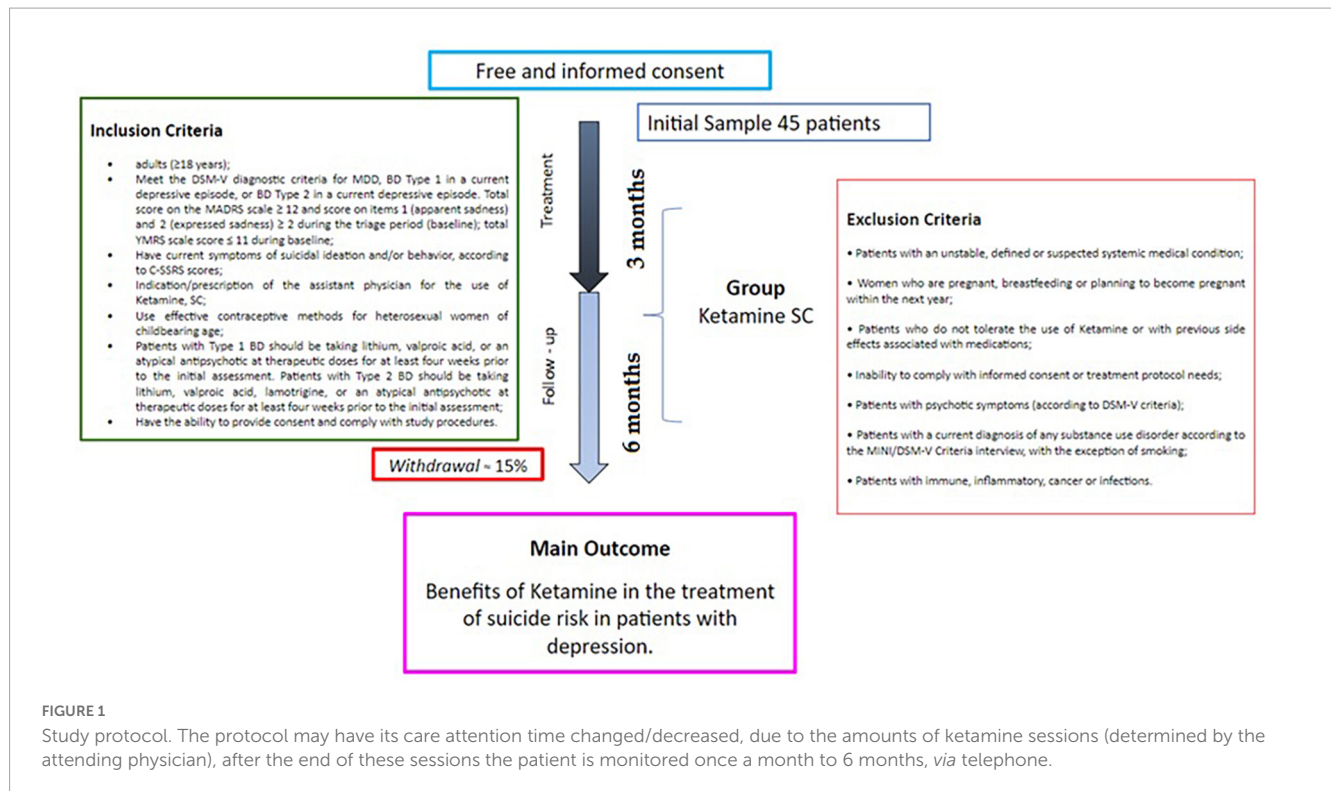 Free and informed consent
Initial Sample 45 patients
Inclusion Criteria
• adults (≥18 years);
• Meet the DSM-V diagnostic criteria for MDD, BD Type 1 in a current
depressive episode, or BD Type 2 in a current depressive episode. Total
score on the MADRS scale ≥ 12 and score on items 1 (apparent sadness)
and 2 (expressed sadness) ≥ 2 during the triage period (baseline); total
YMRS scale score ≤ 11 during baseline;
• Have current symptoms of suicidal ideation and/or behavior, according
to C-SSRS scores;
• Indication/prescription of the assistant physician for the use of
Ketamine, SC;
• Use effective contraceptive methods for heterosexual women of
childbearing age;
• Patients with Type 1 BD should be taking lithium, valproic acid, or an
atypical antipsychotic at therapeutic doses for at least four weeks prior
to the initial assessment. Patients with Type 2 BD should be taking
lithium, valproic acid, lamotrigine, or an atypical antipsychotic at
therapeutic doses for at least four weeks prior to the initial assessment;
• Have the ability to provide consent and comply with study procedures.
Treatment
3 months
Follow - up
6 months
Group
Ketamine SC
Exclusion Criteria
• Patients with an unstable, defined or suspected systemic medical condition;
• Women who are pregnant, breastfeeding or planning to become pregnant
within the next year;
• Patients who do not tolerate the use of Ketamine or with previous side
effects associated with medications;
• Inability to comply with informed consent or treatment protocol needs;
• Patients with psychotic symptoms (according to DSM-V criteria);
• Patients with a current diagnosis of any substance use disorder according to
the MINI/DSM-V Criteria interview, with the exception of smoking;
• Patients with immune, inflammatory, cancer or infections.
Withdrawal ≈ 15%
Main Outcome
Benefits of Ketamine in the treatment
of suicide risk in patients with
depression.
FIGURE 1
Study protocol. The protocol may have its care attention time changed/decreased, due to the amounts of ketamine sessions (determined by the
attending physician), after the end of these sessions the patient is monitored once a month to 6 months, via telephone.